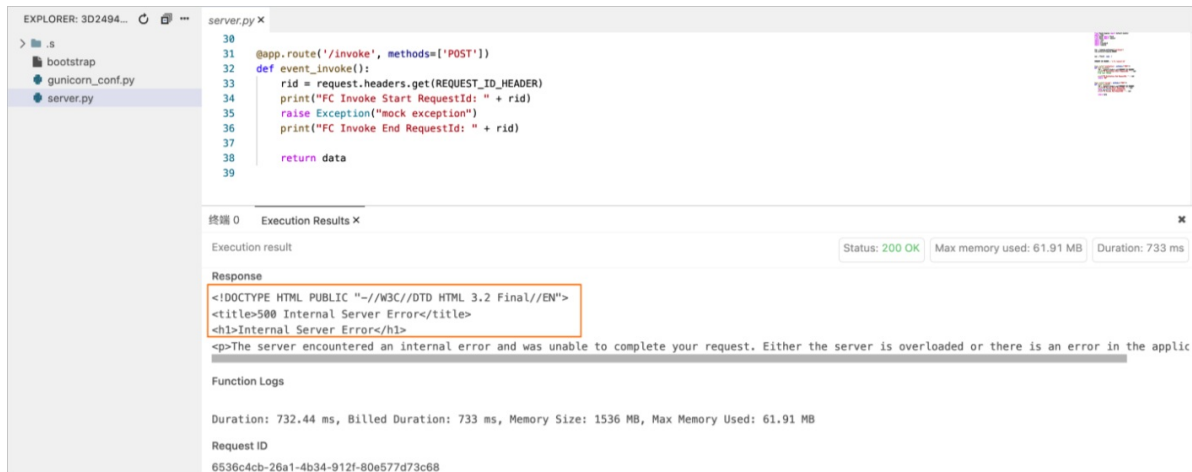 EXPLORER: 3D2494...
.s
bootstrap
gunicorn_conf.py
server.py
server.py ×
30
31 @app.route('/invoke', methods=['POST'])
32 def event_invoke():
33 rid = request.headers.get(REQUEST_ID_HEADER)
34 print("FC Invoke Start RequestId: " + rid)
35 raise Exception("mock exception")
36 print("FC Invoke End RequestId: " + rid)
37
38 return data
39
终端 0 Execution Results ×
Execution result Status: 200 OK Max memory used: 61.91 MB Duration: 733 ms
Response
<!DOCTYPE HTML PUBLIC "-//W3C//DTD HTML 3.2 Final//EN">
<title>500 Internal Server Error</title>
<h1>Internal Server Error</h1>
<p>The server encountered an internal error and was unable to complete your request. Either the server is overloaded or there is an error in the applic
Function Logs
Duration: 732.44 ms, Billed Duration: 733 ms, Memory Size: 1536 MB, Max Memory Used: 61.91 MB
Request ID
6536c4cb-26a1-4b34-912f-80e577d73c68